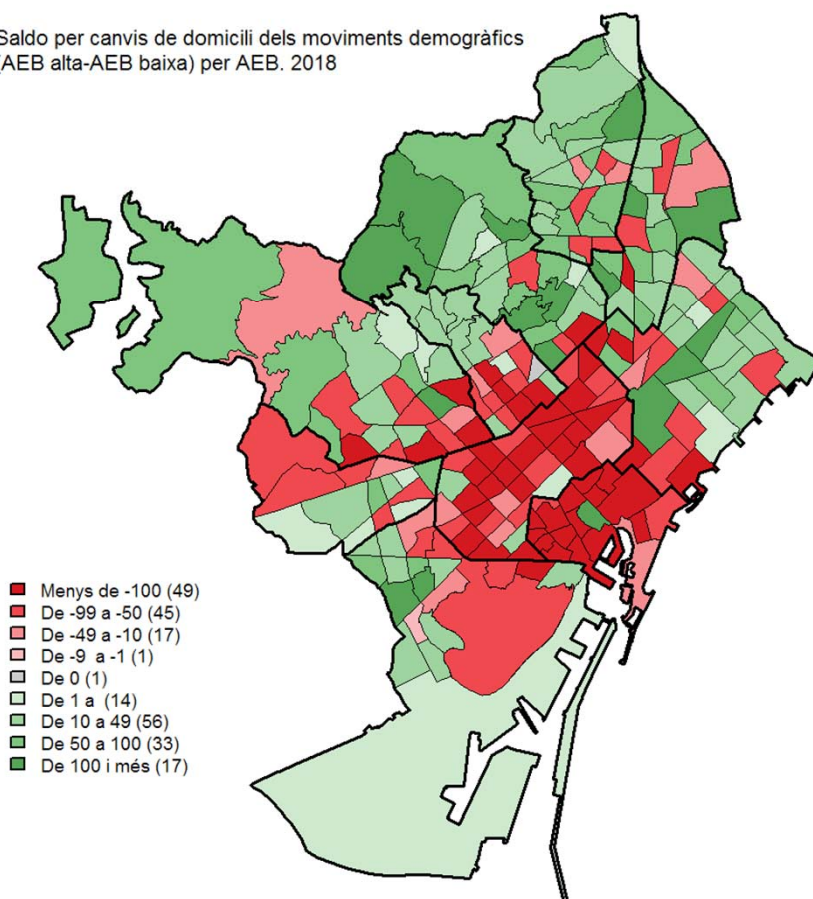 Saldo per canvis de domicili dels moviments demogràfics
(AEB alta-AEB baixa) per AEB. 2018
Menys de -100 (49)
De -99 a -50 (45)
De -49 a -10 (17)
De -9 a -1 (1)
De 0 (1)
De 1 a (14)
De 10 a 49 (56)
De 50 a 100 (33)
De 100 i més (17)